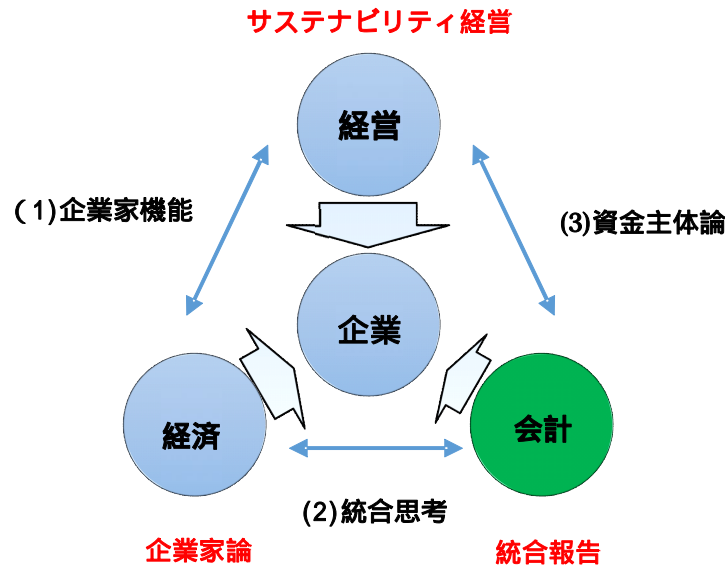 サステナビリティ経営
経営
(1)企業家機能
(3)資金主体論
企業
経済
会計
(2)統合思考
企業家論
統合報告